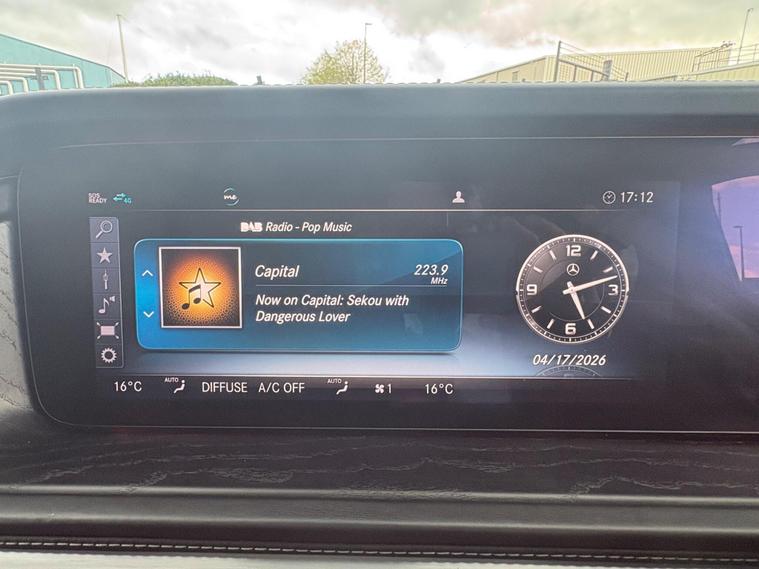 SOS READY 4G me 17:12
DAB Radio - Pop Music
Capital 223.9
MHz
Now on Capital: Sekou with
Dangerous Lover
12
9 3
6
04/17/2026
16°C AUTO DIFFUSE A/C OFF AUTO 1 16°C